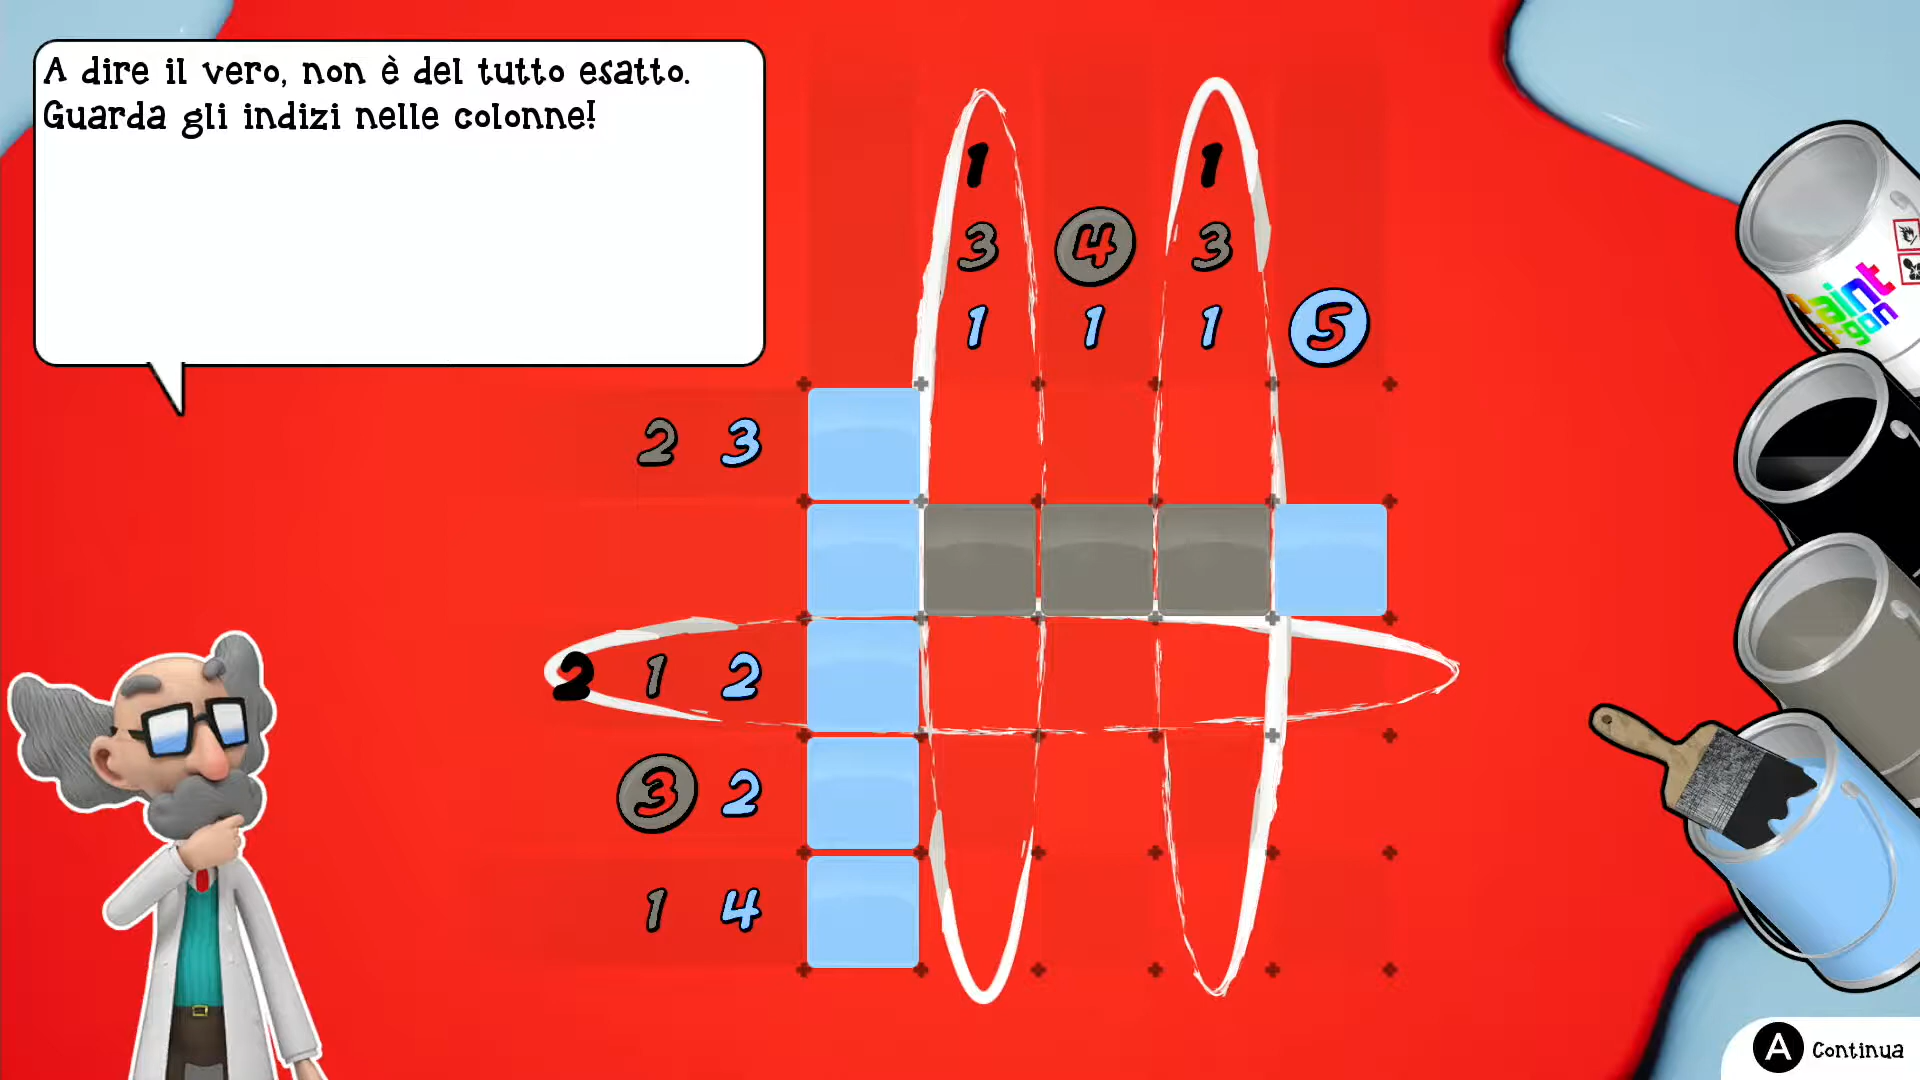 A dire il vero, non è del tutto esatto.
Guarda gli indizi nelle colonne!
1 1
3 4 3
1 1 1 5
2 3
2 1 2
3 2
1 4
A Continua